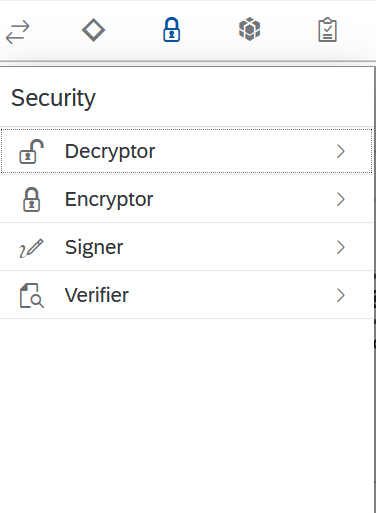 Security
Decryptor
Encryptor
Signer
Verifier